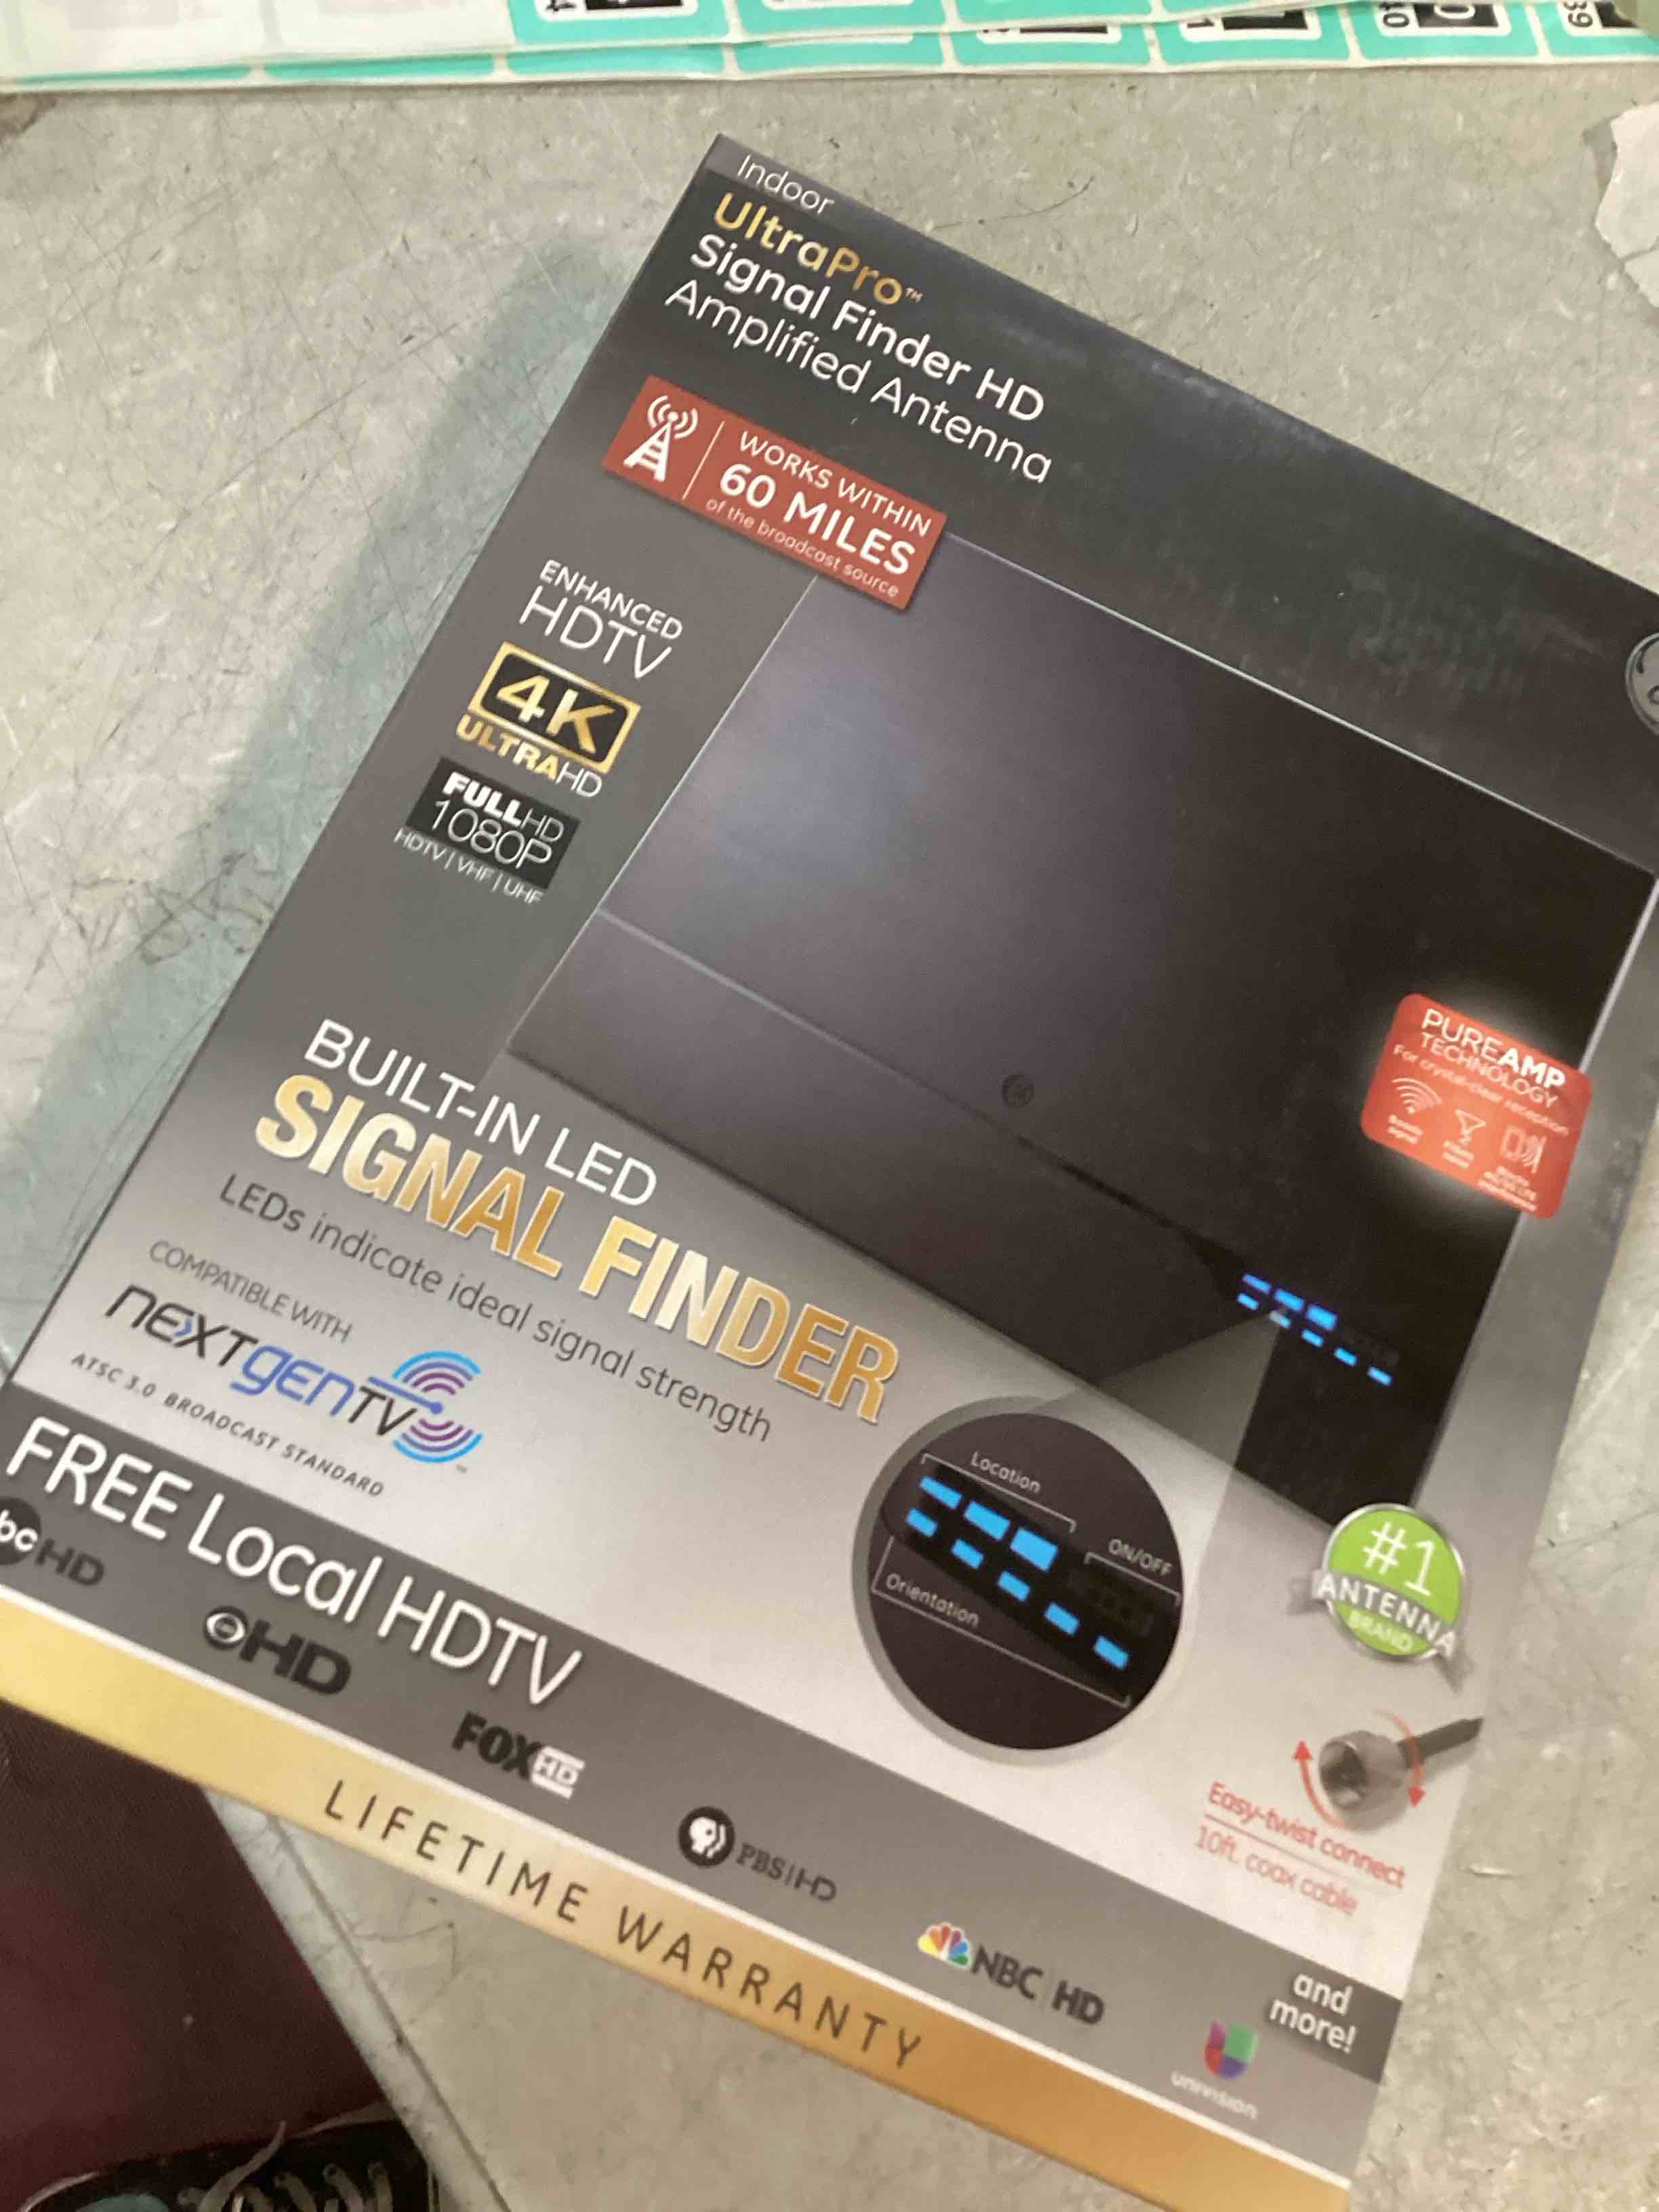 Indoor
UltraPro™
Signal Finder HD
Amplified Antenna
WORKS WITHIN
60 MILES
of the broadcast source
ENHANCED
HDTV
4K
ULTRAHD
FULLHD
1080P
HDTV | VHF | UHF
PUREAMP
TECHNOLOGY
For crystal-clear reception
BUILT-IN LED
SIGNAL FINDER
LEDs indicate ideal signal strength
COMPATIBLE WITH
NEXTGENTV
ATSC 3.0 BROADCAST STANDARD
Location
ON/OFF
Orientation
#1
ANTENNA
BRAND
Easy-twist connect
10ft. coax cable
FREE Local HDTV
bc HD
HD
FOX HD
PBS | HD
NBC | HD
univision
and
more!
LIFETIME WARRANTY